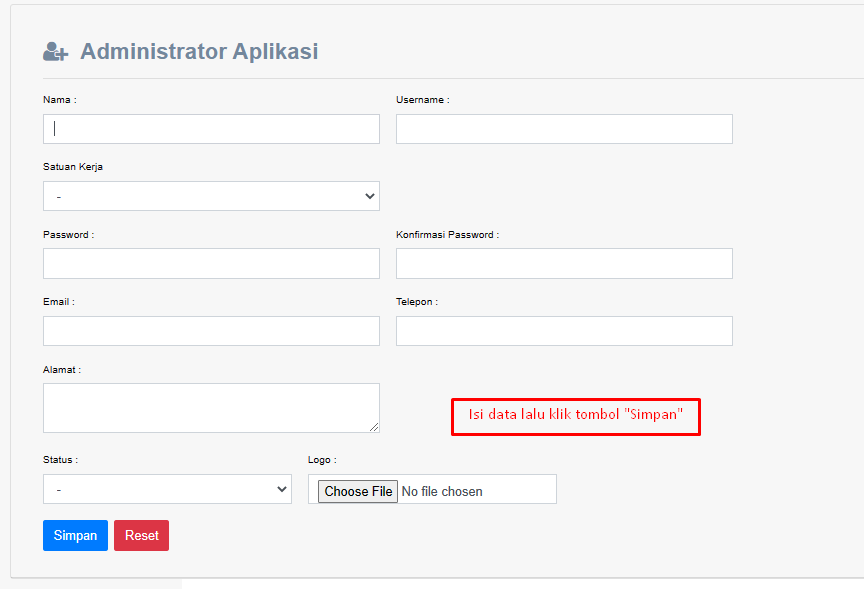 Administrator Aplikasi
Nama :
Username :
Satuan Kerja
-
Password :
Konfirmasi Password :
Email :
Telepon :
Alamat :
Isi data lalu klik tombol "Simpan"
Status :
Logo :
-
Choose File No file chosen
Simpan
Reset